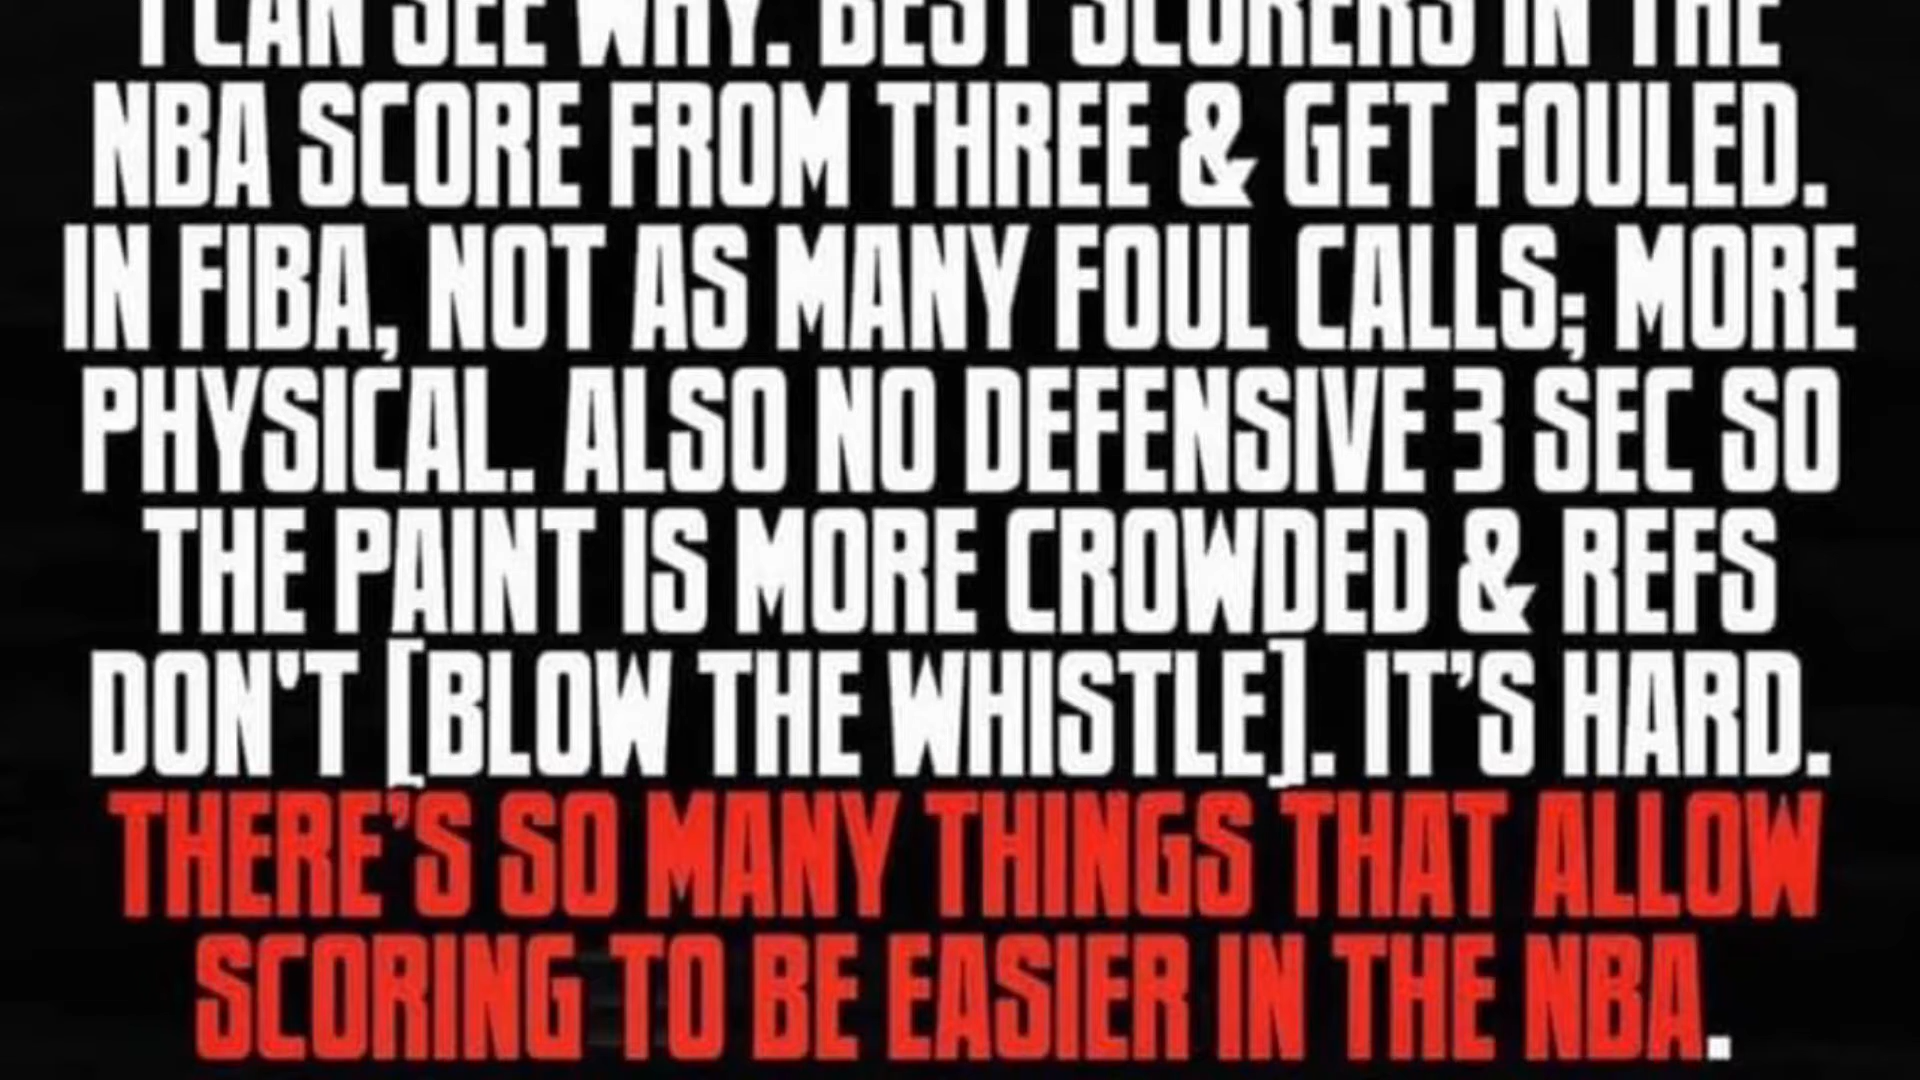 I CAN SEE WHY. BEST SCORERS IN THE
NBA SCORE FROM THREE & GET FOULED.
IN FIBA, NOT AS MANY FOUL CALLS; MORE
PHYSICAL. ALSO NO DEFENSIVE 3 SEC SO
THE PAINT IS MORE CROWDED & REFS
DON'T [BLOW THE WHISTLE]. IT’S HARD.
THERE’S SO MANY THINGS THAT ALLOW
SCORING TO BE EASIER IN THE NBA.